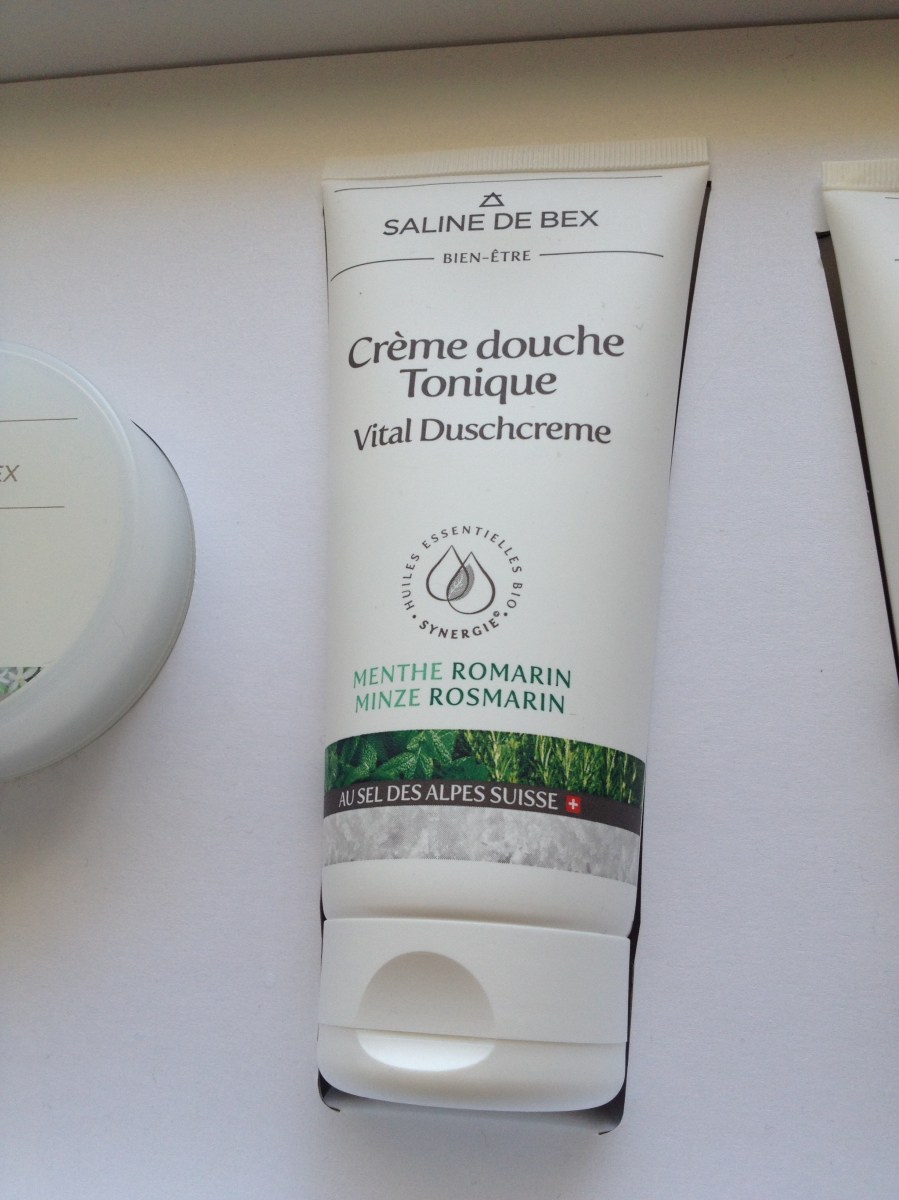 SALINE DE BEX
BIEN-ÊTRE
Crème douche
Tonique
Vital Duschcreme
HUILES ESSENTIELLES BIO
• SYNERGIE© •
MENTHE ROMARIN
MINZE ROSMARIN
AU SEL DES ALPES SUISSE
EX